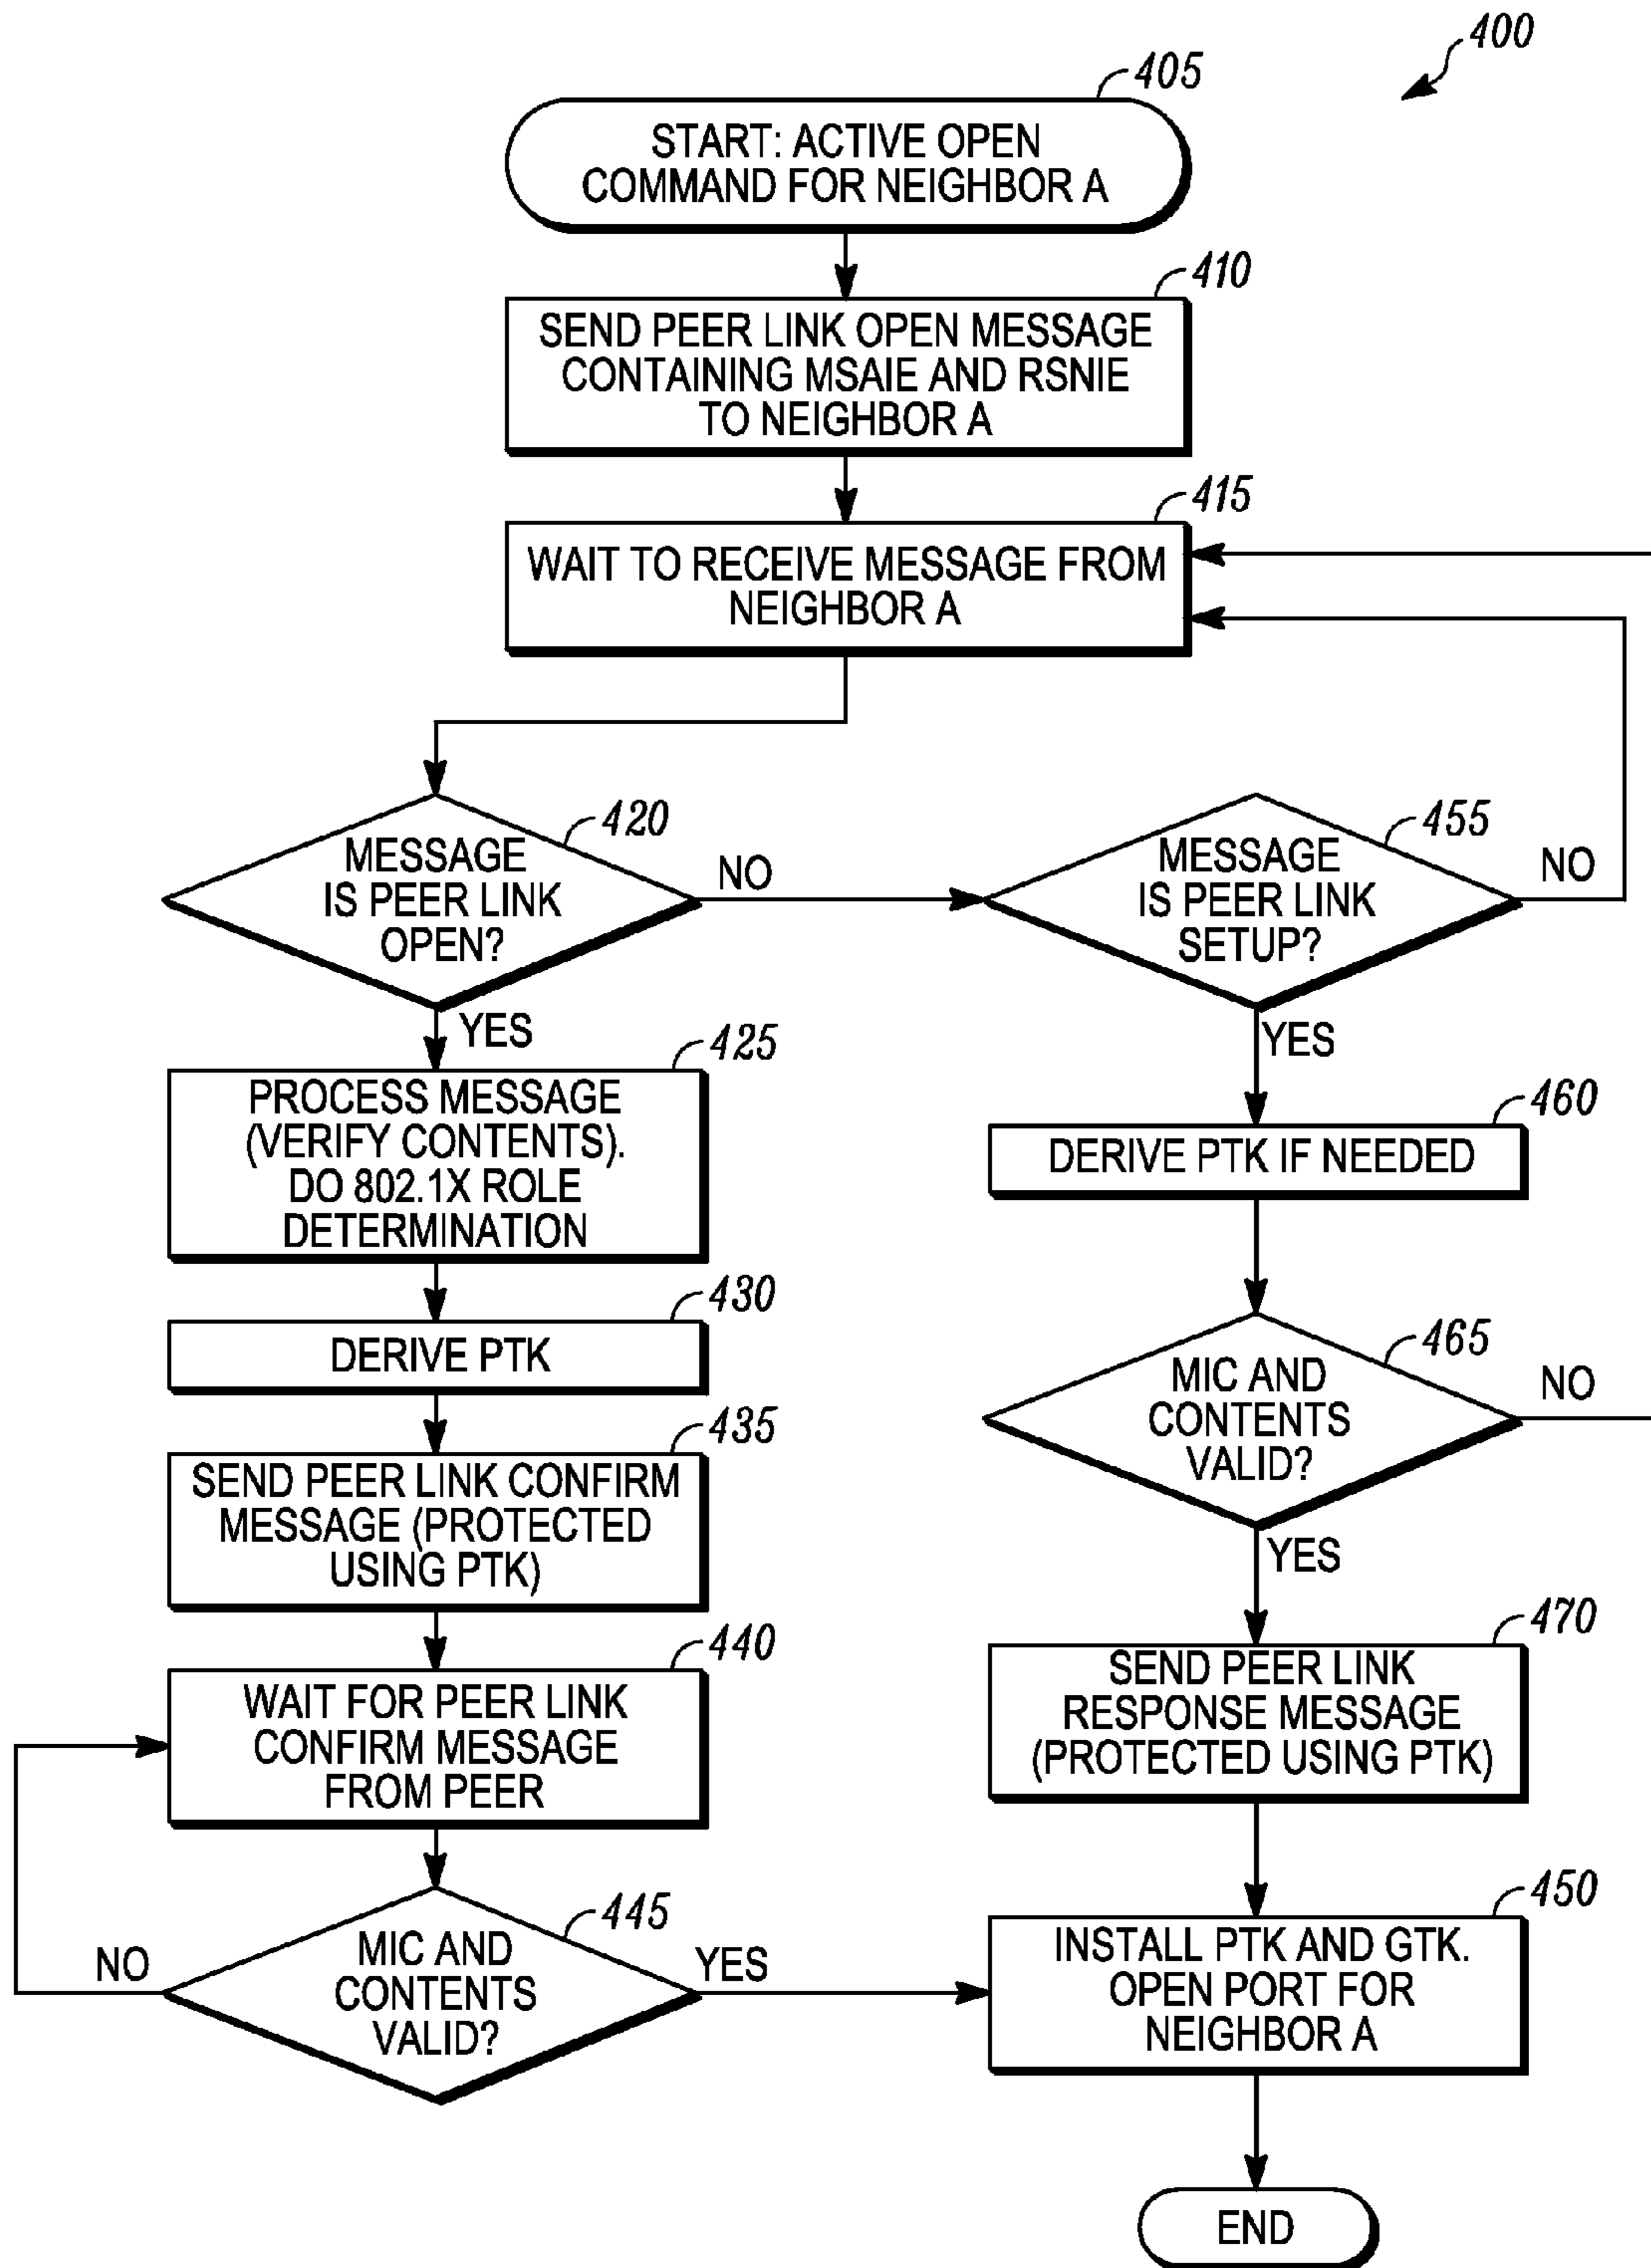 400
405
START: ACTIVE OPEN
COMMAND FOR NEIGHBOR A
410
SEND PEER LINK OPEN MESSAGE
CONTAINING MSAIE AND RSNIE
TO NEIGHBOR A
415
WAIT TO RECEIVE MESSAGE FROM
NEIGHBOR A
420
MESSAGE
IS PEER LINK
OPEN?
NO
YES
455
MESSAGE
IS PEER LINK
SETUP?
NO
YES
425
PROCESS MESSAGE
(VERIFY CONTENTS).
DO 802.1X ROLE
DETERMINATION
430
DERIVE PTK
435
SEND PEER LINK CONFIRM
MESSAGE (PROTECTED
USING PTK)
440
WAIT FOR PEER LINK
CONFIRM MESSAGE
FROM PEER
445
MIC AND
CONTENTS
VALID?
NO
YES
460
DERIVE PTK IF NEEDED
465
MIC AND
CONTENTS
VALID?
NO
YES
470
SEND PEER LINK
RESPONSE MESSAGE
(PROTECTED USING PTK)
450
INSTALL PTK AND GTK.
OPEN PORT FOR
NEIGHBOR A
END